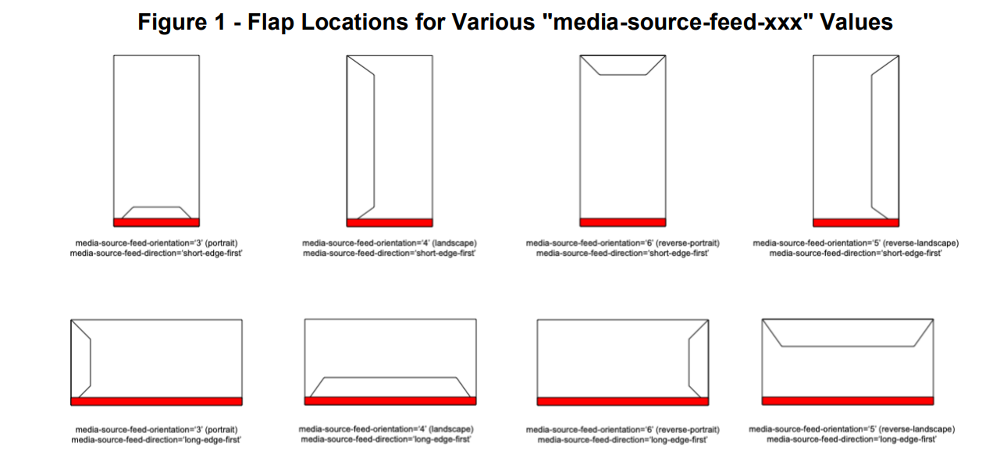 Figure 1 - Flap Locations for Various "media-source-feed-xxx" Values
media-source-feed-orientation='3' (portrait)
media-source-feed-direction='short-edge-first'
media-source-feed-orientation='4' (landscape)
media-source-feed-direction='short-edge-first'
media-source-feed-orientation='6' (reverse-portrait)
media-source-feed-direction='short-edge-first'
media-source-feed-orientation='5' (reverse-landscape)
media-source-feed-direction='short-edge-first'
media-source-feed-orientation='3' (portrait)
media-source-feed-direction='long-edge-first'
media-source-feed-orientation='4' (landscape)
media-source-feed-direction='long-edge-first'
media-source-feed-orientation='6' (reverse-portrait)
media-source-feed-direction='long-edge-first'
media-source-feed-orientation='5' (reverse-landscape)
media-source-feed-direction='long-edge-first'